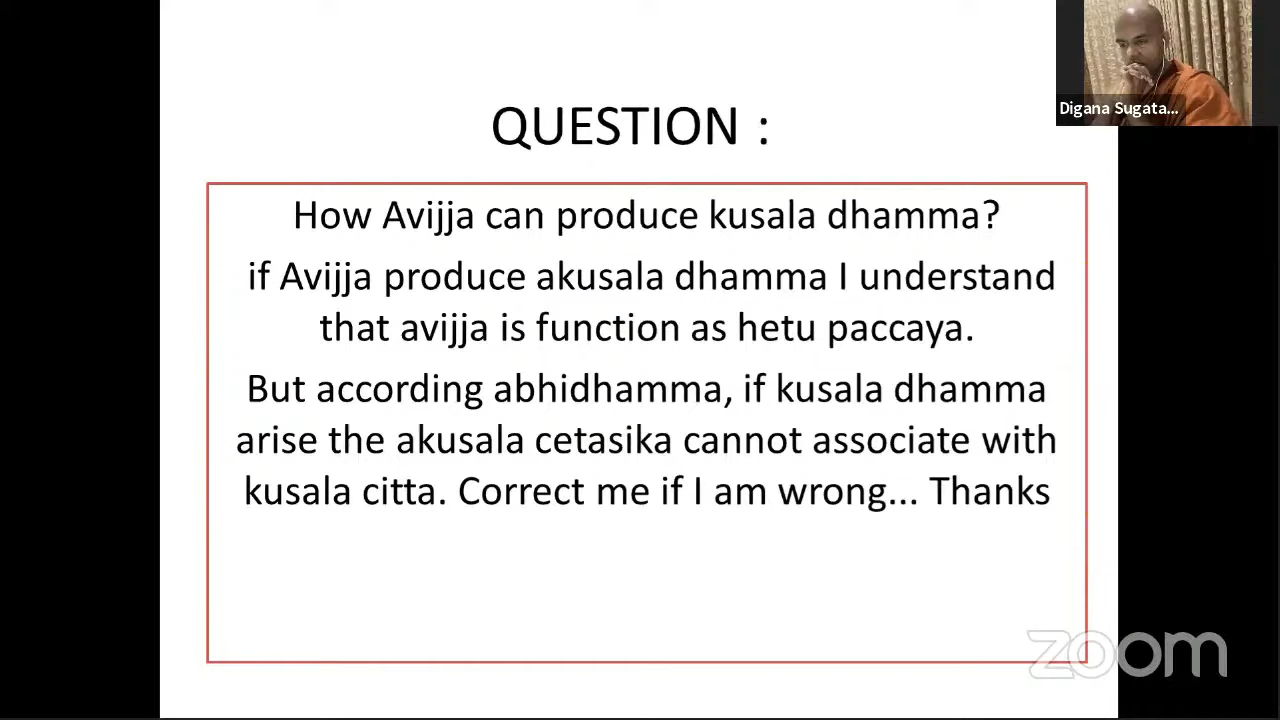 Digana Sugata...
QUESTION :
How Avijja can produce kusala dhamma?
if Avijja produce akusala dhamma I understand
that avijja is function as hetu paccaya.
But according abhidhamma, if kusala dhamma
arise the akusala cetasika cannot associate with
kusala citta. Correct me if I am wrong... Thanks
zoom